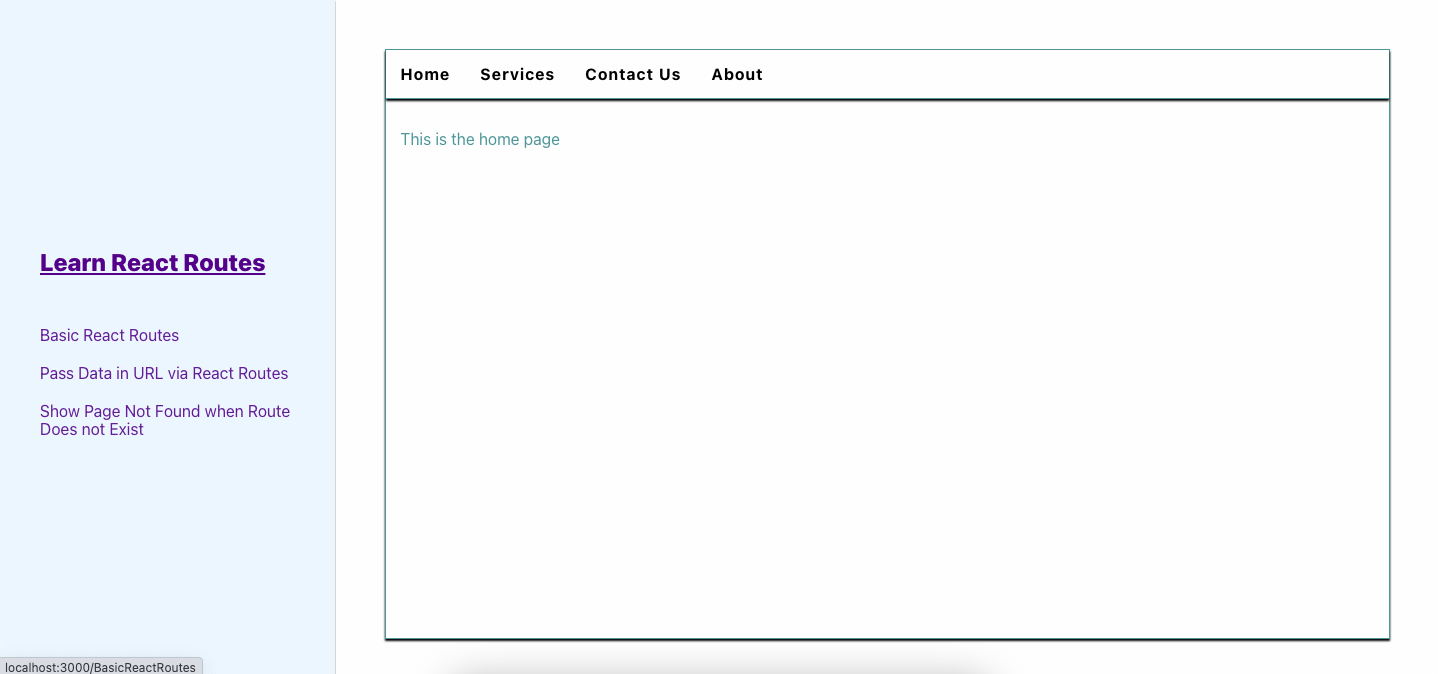 Learn React Routes
Basic React Routes
Pass Data in URL via React Routes
Show Page Not Found when Route
Does not Exist
Home Services Contact Us About
This is the home page
localhost:3000/BasicReactRoutes